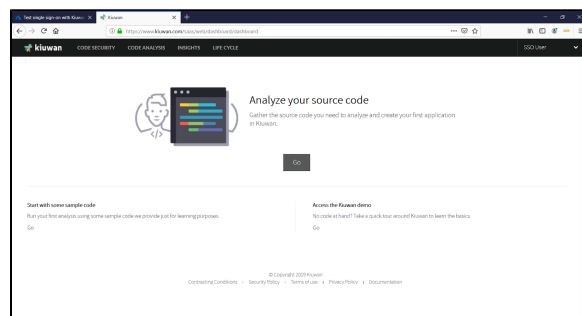 Test single sign-on with Kiuwan
Kiuwan
https://www.kiuwan.com/saas/web/dashboard/dashboard
kiuwan CODE SECURITY CODE ANALYSIS INSIGHTS LIFE CYCLE SSO User
Analyze your source code
Gather the source code you need to analyze and create your first application
in Kiuwan.
Go
Start with some sample code
Run your first analysis using some sample code we provide just for learning purposes.
Go
Access the Kiuwan demo
No code at hand? Take a quick tour around Kiuwan to learn the basics.
Go
© Copyright 2019 Kiuwan
Contracting Conditions Security Policy Terms of use Privacy Policy Documentation